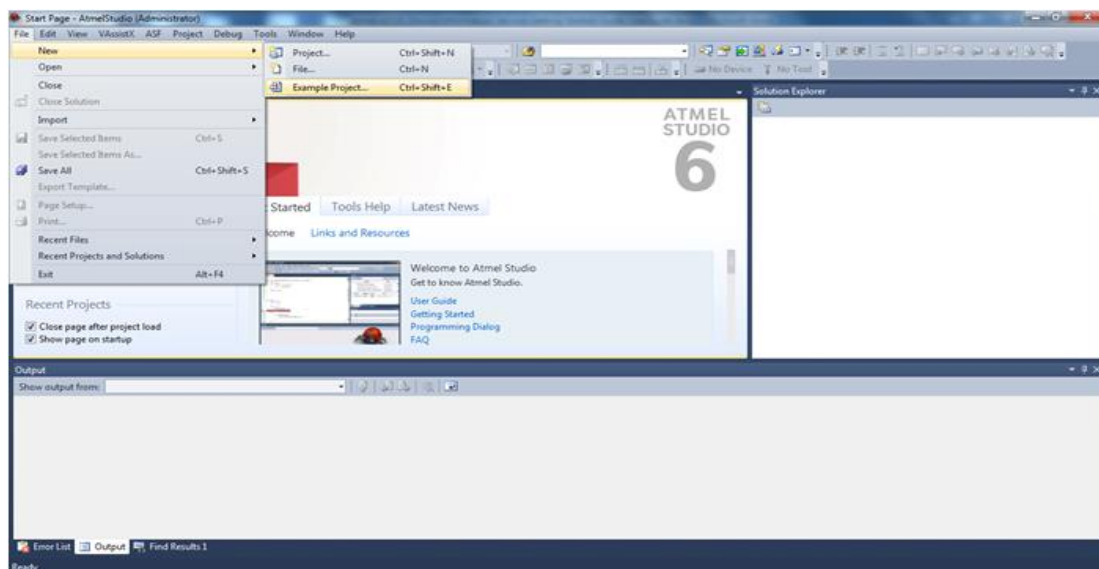 Start Page - AtmelStudio (Administrator)
File Edit View VAssistX ASF Project Debug Tools Window Help
New
Open
Close
Close Solution
Import
Save Selected Items Ctrl+S
Save Selected Items As...
Save All Ctrl+Shift+S
Export Template...
Page Setup...
Print... Ctrl+P
Recent Files
Recent Projects and Solutions
Exit Alt+F4
Project... Ctrl+Shift+N
File... Ctrl+N
Example Project... Ctrl+Shift+E
No Device No Tool
Solution Explorer
ATMEL
STUDIO
6
Started Tools Help Latest News
come Links and Resources
Welcome to Atmel Studio
Get to know Atmel Studio.
User Guide
Getting Started
Programming Dialog
FAQ
Recent Projects
Close page after project load
Show page on startup
Output
Show output from:
Error List Output Find Results 1
Ready